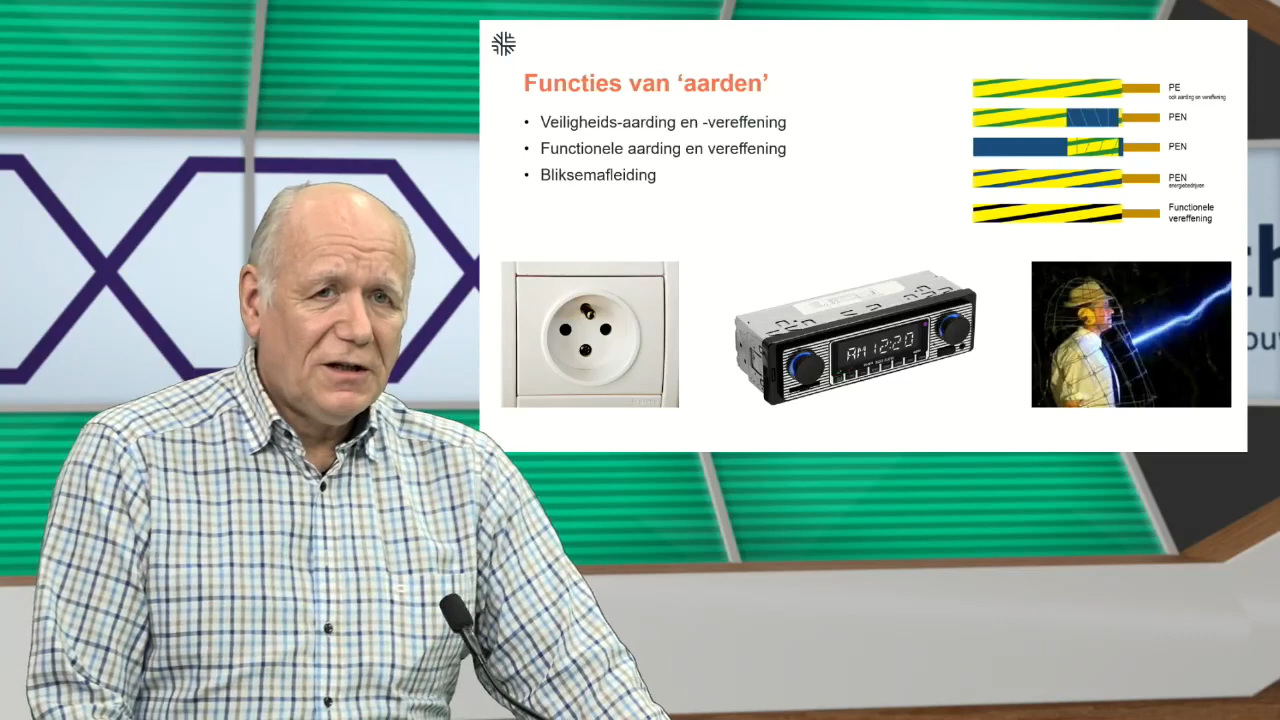 Functies van ‘aarden’
• Veiligheids-aarding en -vereffening
• Functionele aarding en vereffening
• Bliksemafleiding
PE
ook aarding en vereffening
PEN
PEN
PEN
energiebedrijven
Functionele
vereffening
AM 12:20